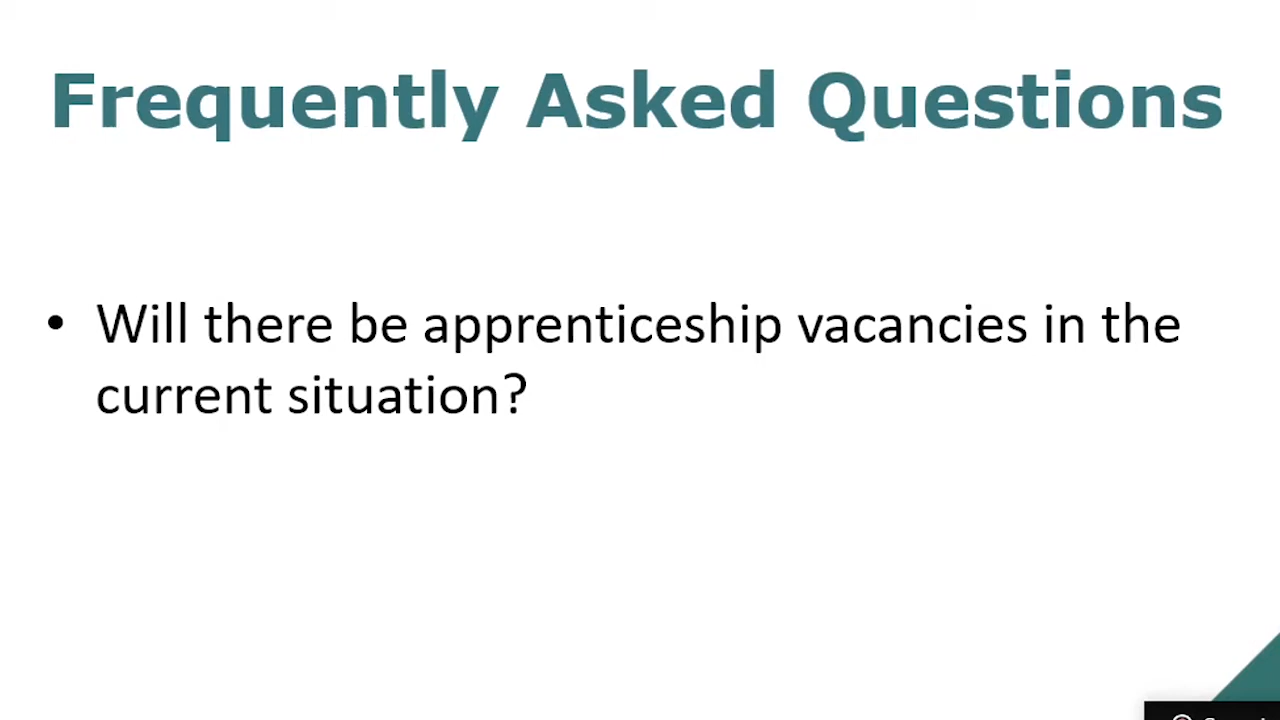 Frequently Asked Questions
• Will there be apprenticeship vacancies in the
current situation?